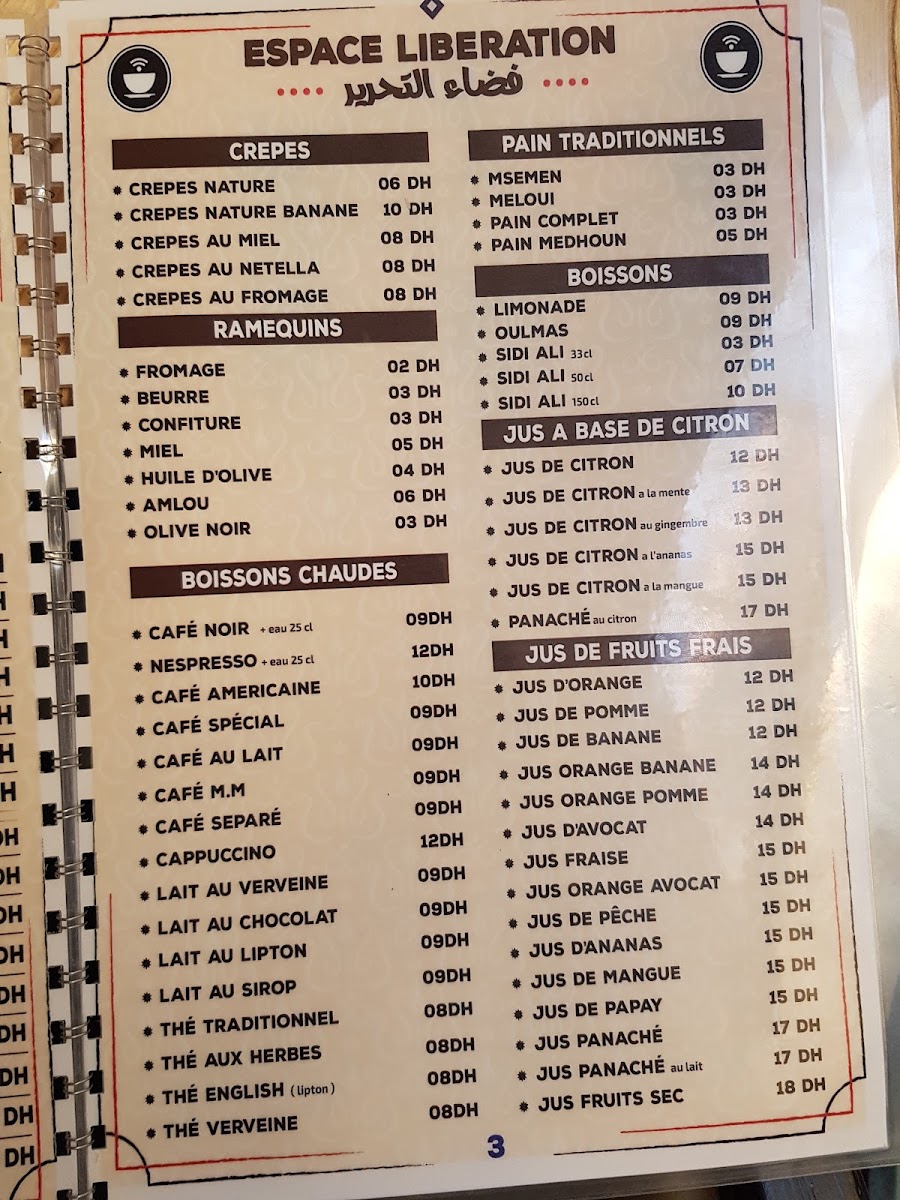 ESPACE LIBERATION
فضاء التحرير
CREPES
CREPES NATURE 06 DH
CREPES NATURE BANANE 10 DH
CREPES AU MIEL 08 DH
CREPES AU NETELLA 08 DH
CREPES AU FROMAGE 08 DH
RAMEQUINS
FROMAGE 02 DH
BEURRE 03 DH
CONFITURE 03 DH
MIEL 05 DH
HUILE D'OLIVE 04 DH
AMLOU 06 DH
OLIVE NOIR 03 DH
BOISSONS CHAUDES
CAFÉ NOIR + eau 25 cl 09DH
NESPRESSO + eau 25 cl 12DH
CAFÉ AMERICAINE 10DH
CAFÉ SPÉCIAL 09DH
CAFÉ AU LAIT 09DH
CAFÉ M.M 09DH
CAFÉ SEPARÉ 09DH
CAPPUCCINO 12DH
LAIT AU VERVEINE 09DH
LAIT AU CHOCOLAT 09DH
LAIT AU LIPTON 09DH
LAIT AU SIROP 09DH
THÉ TRADITIONNEL 08DH
THÉ AUX HERBES 08DH
THÉ ENGLISH ( lipton ) 08DH
THÉ VERVEINE 08DH
PAIN TRADITIONNELS
MSEMEN 03 DH
MELOUI 03 DH
PAIN COMPLET 03 DH
PAIN MEDHOUN 05 DH
BOISSONS
LIMONADE 09 DH
OULMAS 09 DH
SIDI ALI 33cl 03 DH
SIDI ALI 50cl 07 DH
SIDI ALI 150cl 10 DH
JUS A BASE DE CITRON
JUS DE CITRON 12 DH
JUS DE CITRON a la mente 13 DH
JUS DE CITRON au gingembre 13 DH
JUS DE CITRON a l'ananas 15 DH
JUS DE CITRON a la mangue 15 DH
PANACHÉ au citron 17 DH
JUS DE FRUITS FRAIS
JUS D'ORANGE 12 DH
JUS DE POMME 12 DH
JUS DE BANANE 12 DH
JUS ORANGE BANANE 14 DH
JUS ORANGE POMME 14 DH
JUS D'AVOCAT 14 DH
JUS FRAISE 15 DH
JUS ORANGE AVOCAT 15 DH
JUS DE PÊCHE 15 DH
JUS D'ANANAS 15 DH
JUS DE MANGUE 15 DH
JUS DE PAPAY 15 DH
JUS PANACHÉ 17 DH
JUS PANACHÉ au lait 17 DH
JUS FRUITS SEC 18 DH
3